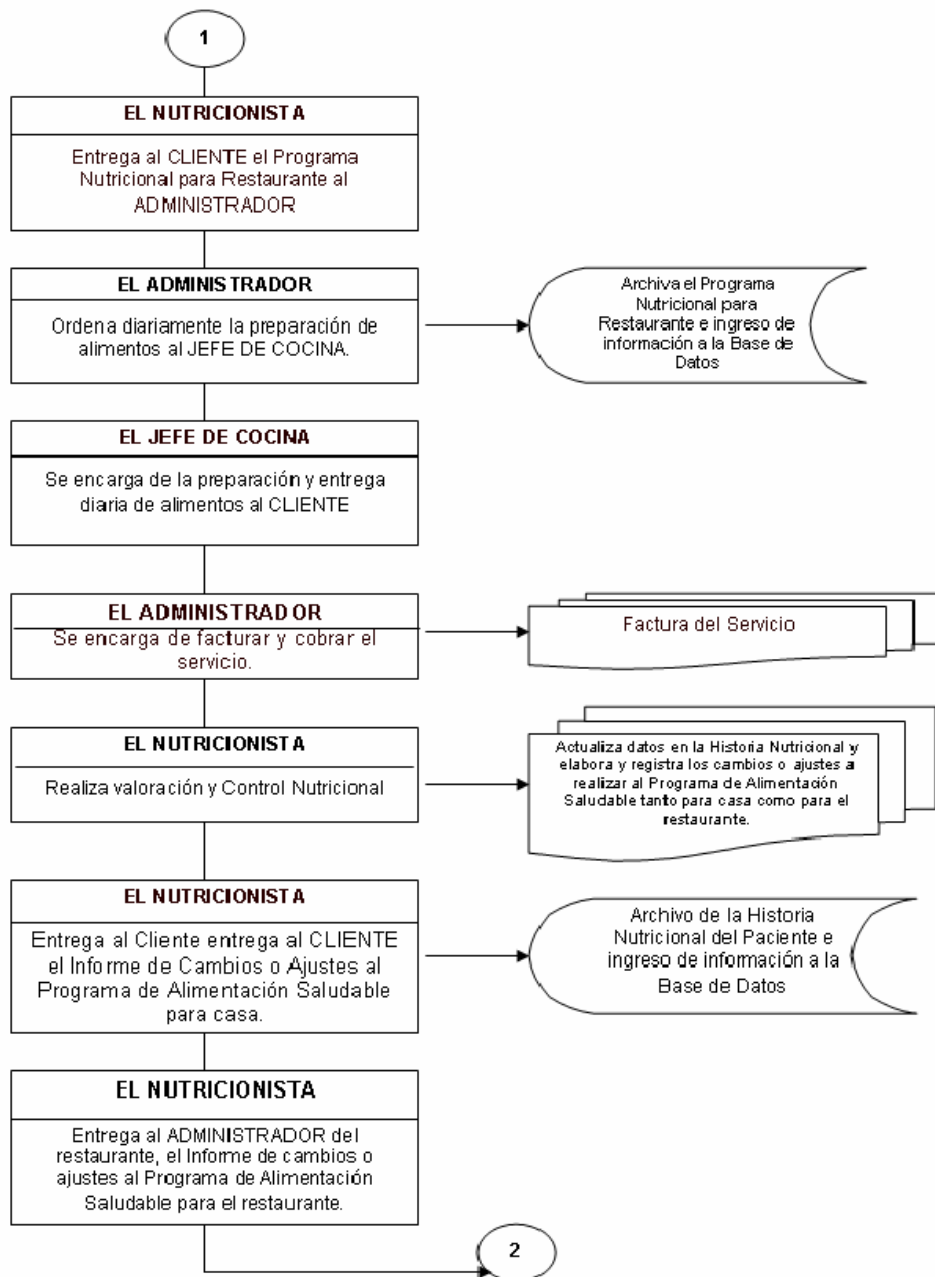 1
EL NUTRICIONISTA
Entrega al CLIENTE el Programa
Nutricional para Restaurante al
ADMINISTRADOR
EL ADMINISTRADOR
Ordena diariamente la preparación de
alimentos al JEFE DE COCINA.
Archiva el Programa
Nutricional para
Restaurante e ingreso de
información a la Base de
Datos
EL JEFE DE COCINA
Se encarga de la preparación y entrega
diaria de alimentos al CLIENTE
EL ADMINISTRADOR
Se encarga de facturar y cobrar el
servicio.
Factura del Servicio
EL NUTRICIONISTA
Realiza valoración y Control Nutricional
Actualiza datos en la Historia Nutricional y
elabora y registra los cambios o ajustes a
realizar al Programa de Alimentación
Saludable tanto para casa como para el
restaurante.
EL NUTRICIONISTA
Entrega al Cliente entrega al CLIENTE
el Informe de Cambios o Ajustes al
Programa de Alimentación Saludable
para casa.
Archivo de la Historia
Nutricional del Paciente e
ingreso de información a la
Base de Datos
EL NUTRICIONISTA
Entrega al ADMINISTRADOR del
restaurante, el Informe de cambios o
ajustes al Programa de Alimentación
Saludable para el restaurante.
2